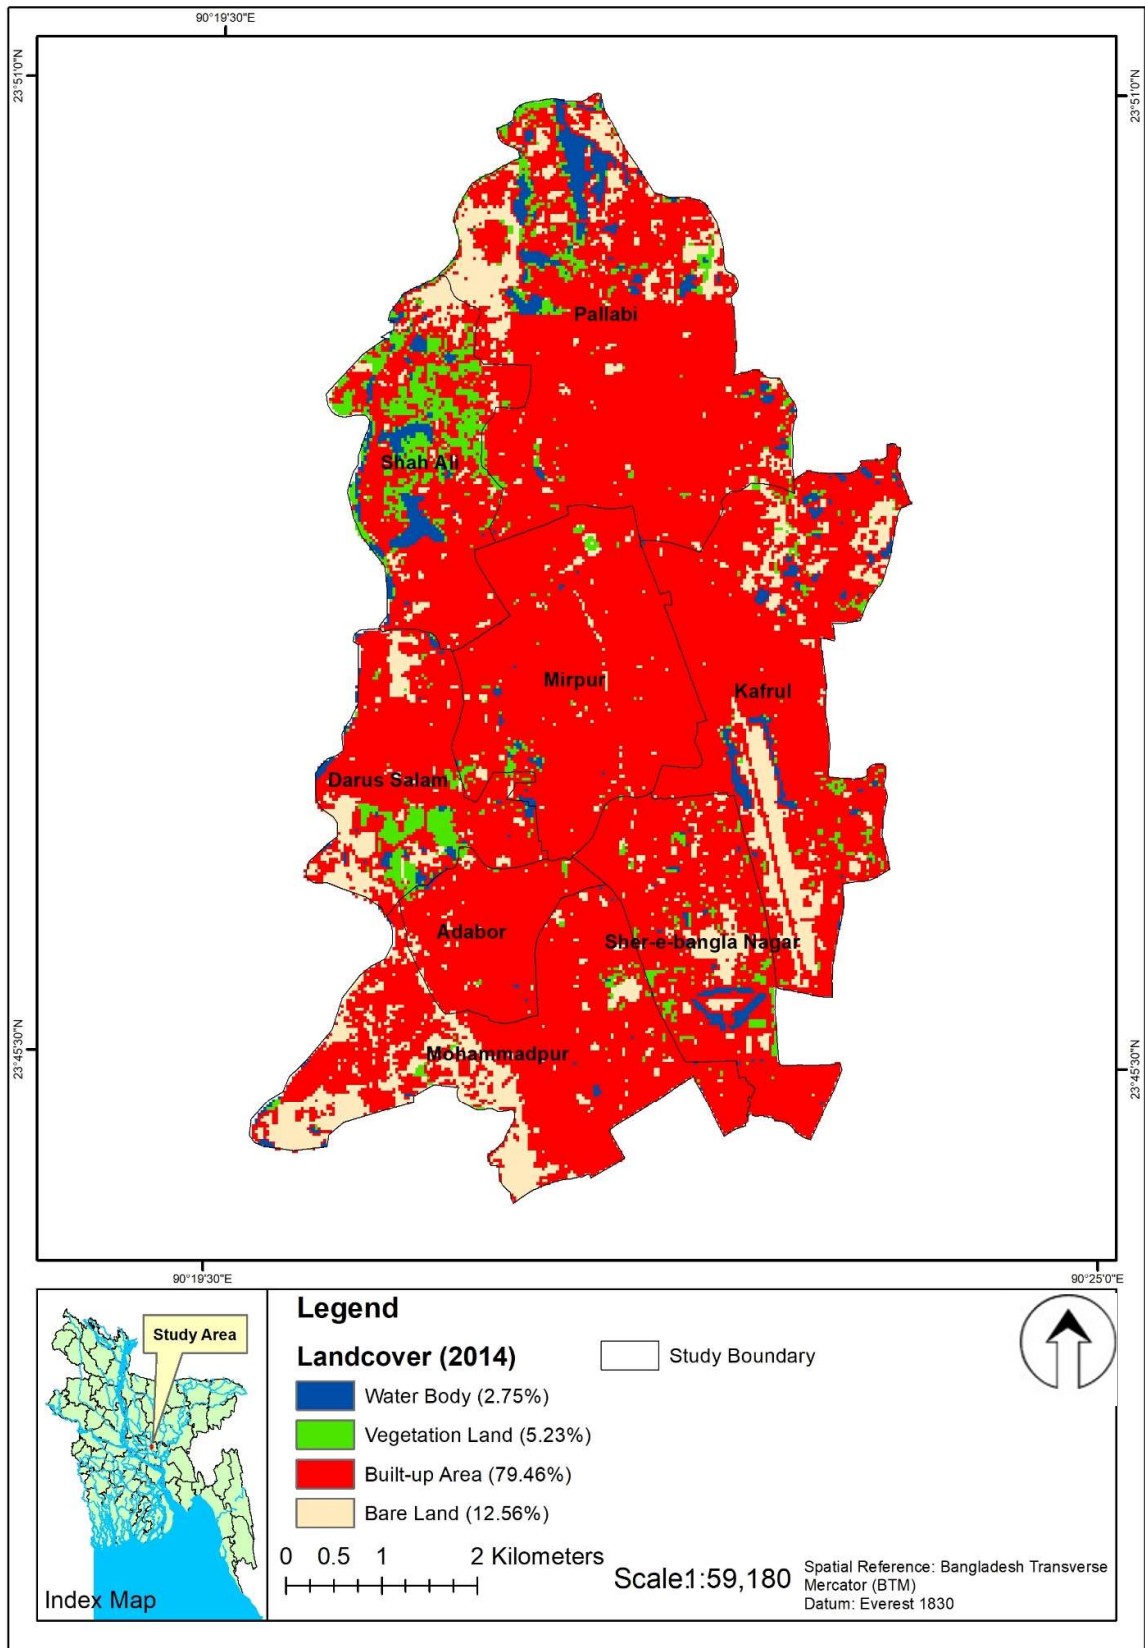 90°19'30"E
23°51'0"N
23°51'0"N
Pallabi
Shah Ali
Mirpur
Kafrul
Darus Salam
Adabor
Sher-e-bangla Nagar
Mohammadpur
23°45'30"N
23°45'30"N
90°19'30"E
90°25'0"E
Study Area
Index Map
Legend
Landcover (2014)
Study Boundary
Water Body (2.75%)
Vegetation Land (5.23%)
Built-up Area (79.46%)
Bare Land (12.56%)
0 0.5 1 2 Kilometers
Scale1:59,180
Spatial Reference: Bangladesh Transverse
Mercator (BTM)
Datum: Everest 1830